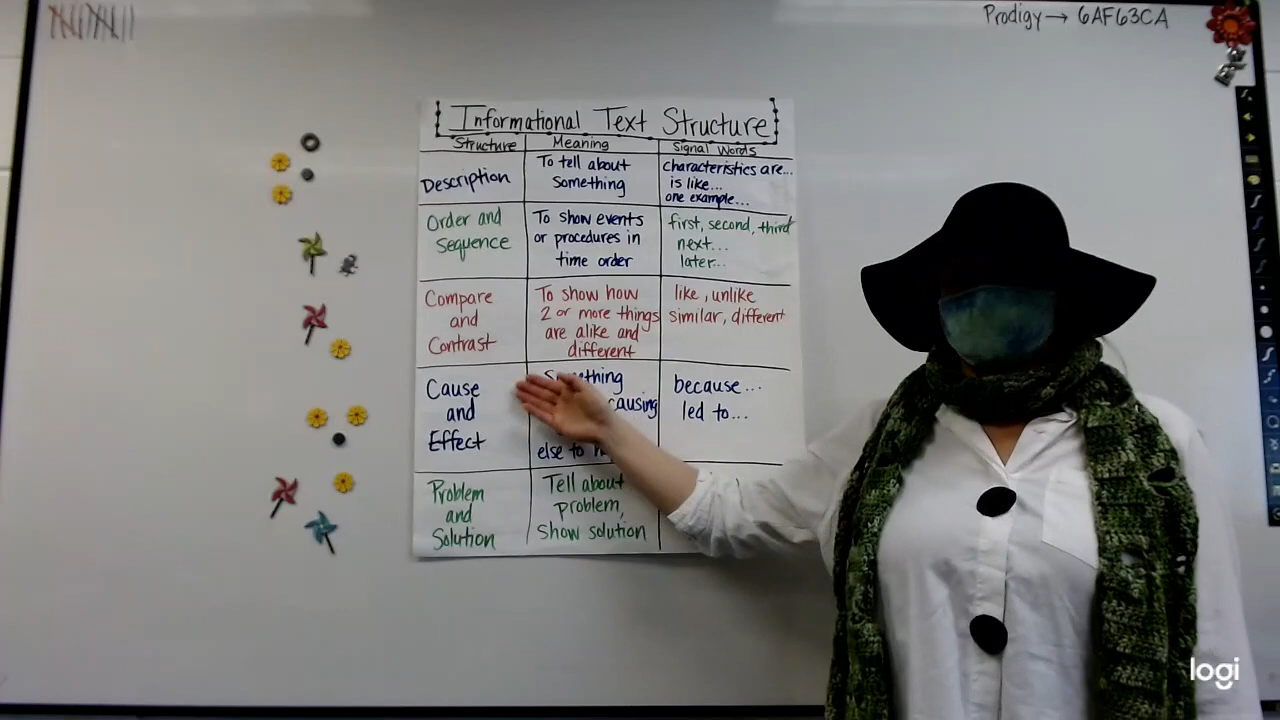 Prodigy → 6AF63CA
Informational Text Structure
Structure Meaning Signal Words
Description
To tell about
Something
Characteristics are...
is like...
one example...
Order and
Sequence
To show events
or procedures in
time order
first, second, third
next...
later...
Compare
and
Contrast
To show how
2 or more things
are alike and
different
like, unlike
similar, different
Cause
and
Effect
Something
causing
else to
because...
led to...
Problem
and
Solution
Tell about
problem,
Show solution
logi